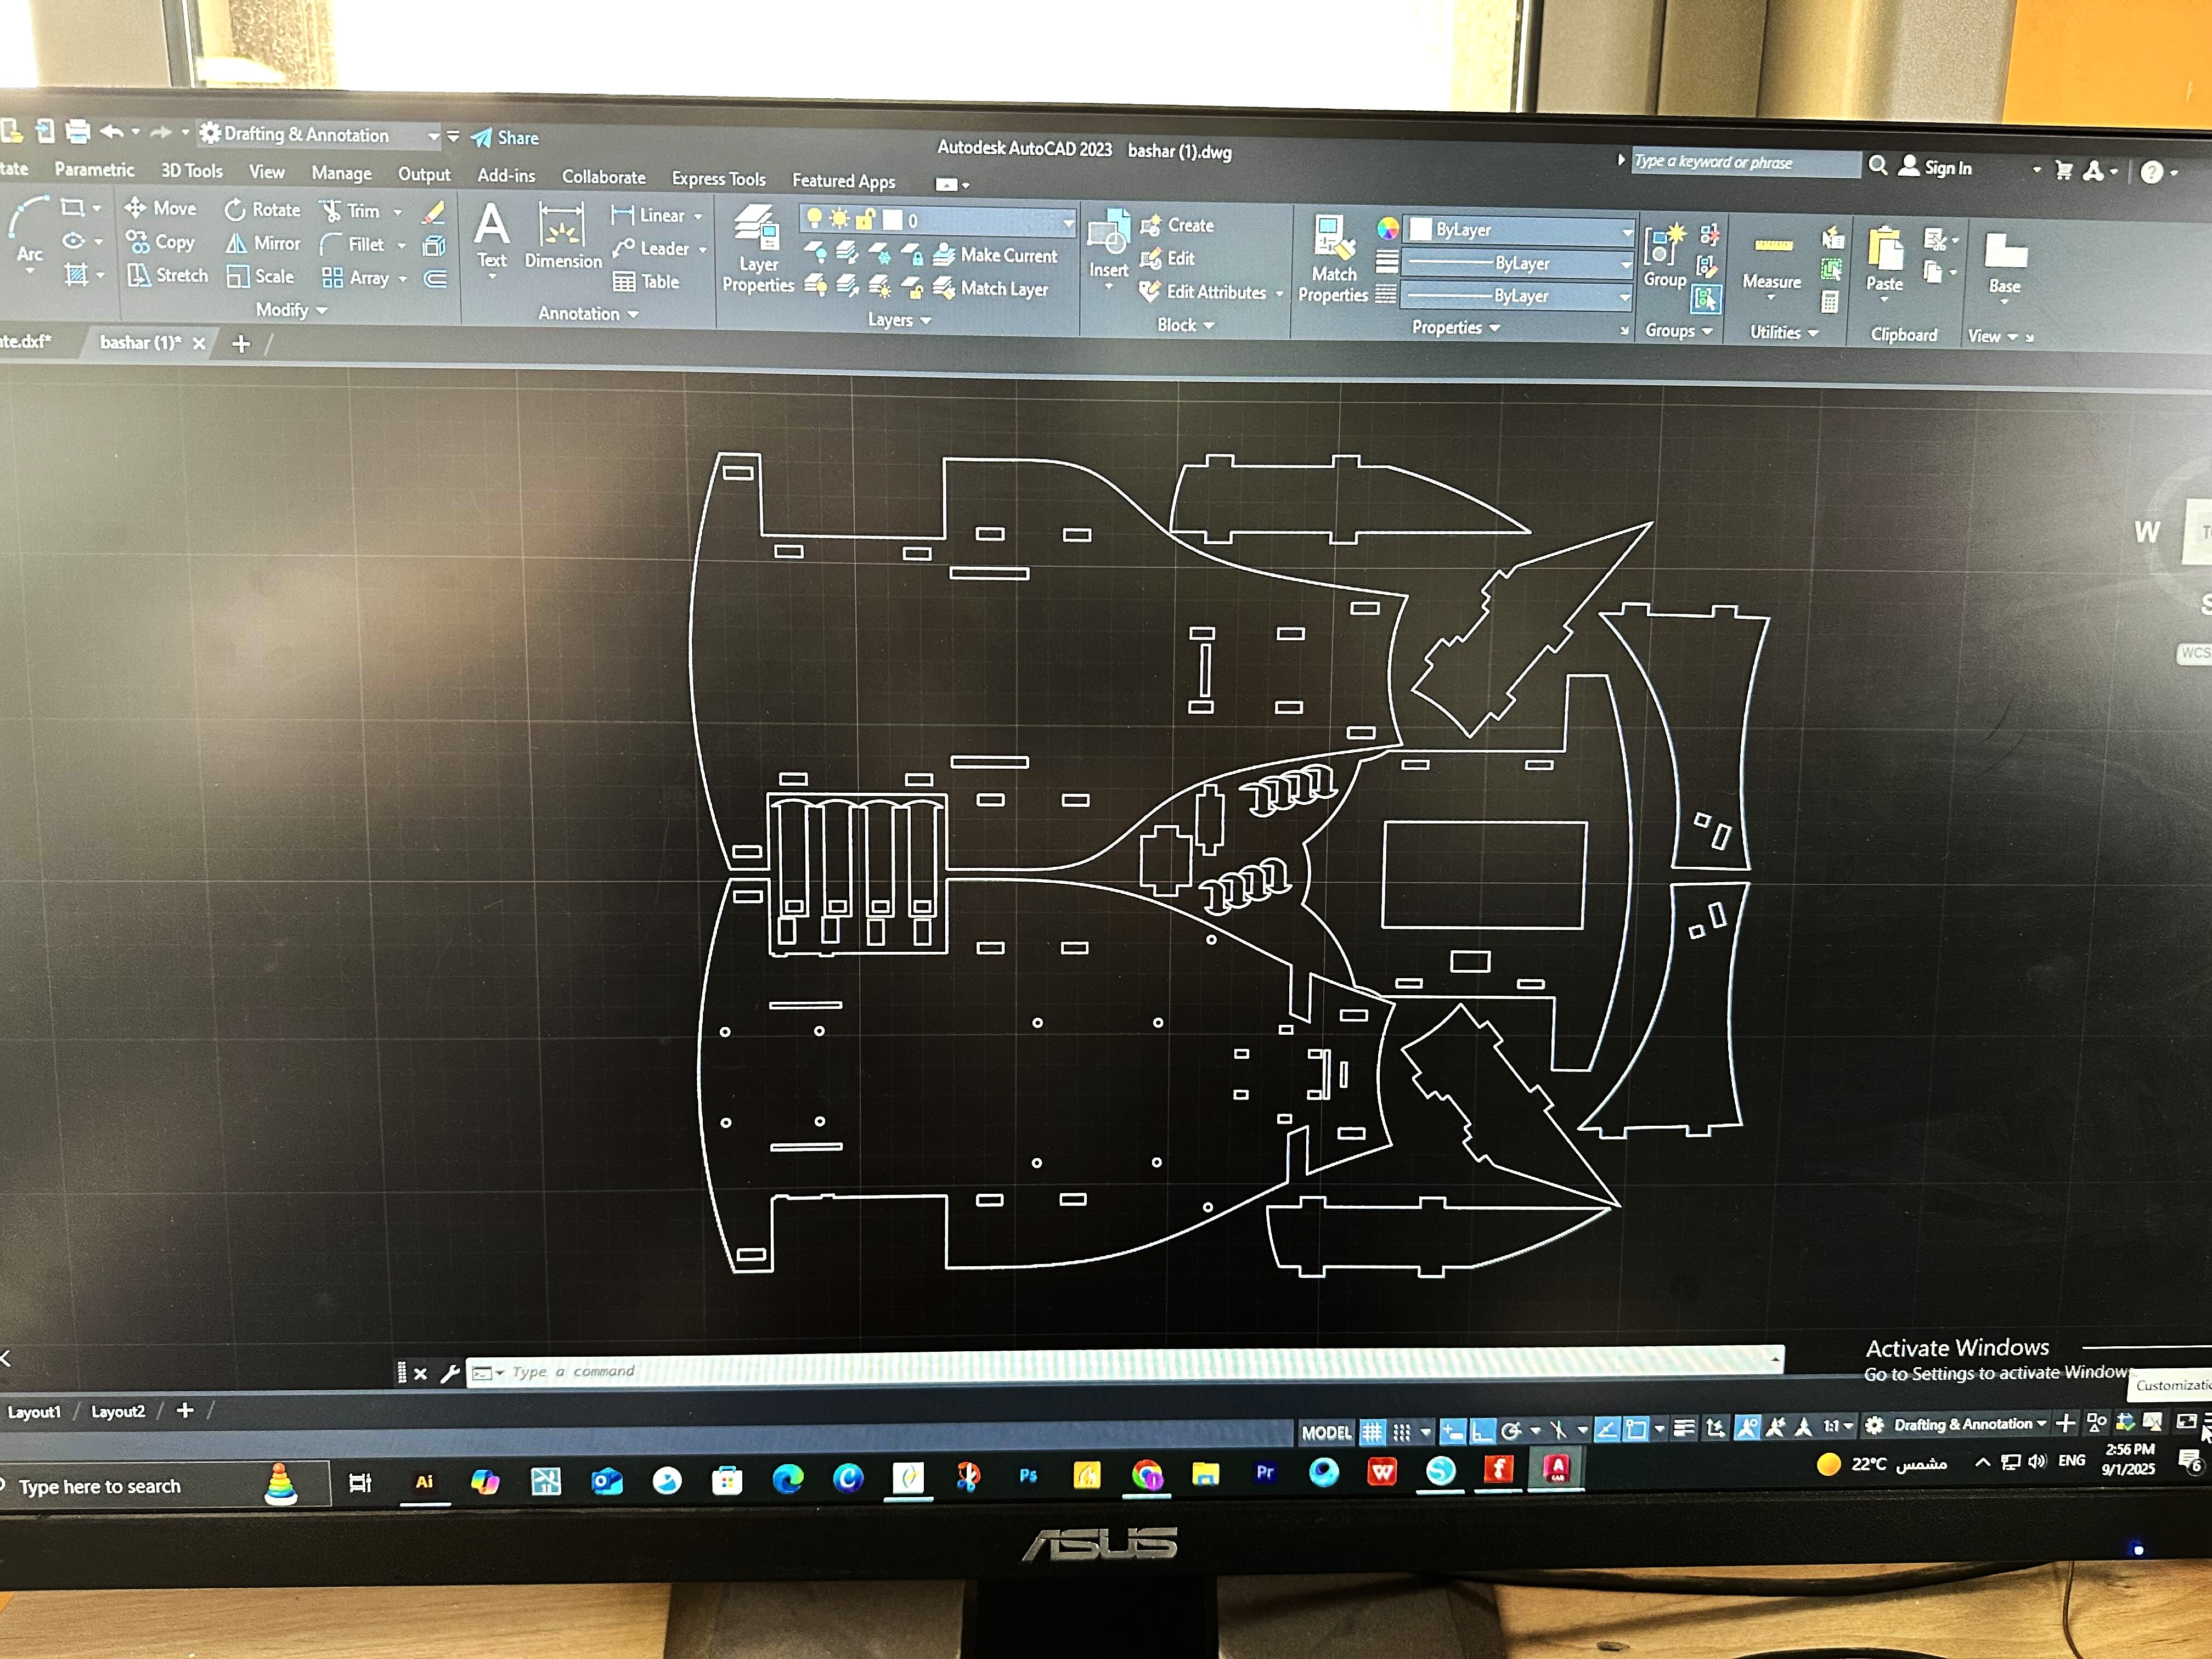 Drafting & Annotation
Share
Autodesk AutoCAD 2023 bashar (1).dwg
Type a keyword or phrase
Sign In
Parametric 3D Tools View Manage Output Add-ins Collaborate Express Tools Featured Apps
Arc
Move Rotate Trim
Copy Mirror Fillet
Stretch Scale Array
Modify
Text
Dimension
Linear
Leader
Table
Annotation
Layer Properties
0
Make Current
Match Layer
Layers
Insert
Create
Edit
Edit Attributes
Block
Match Properties
ByLayer
ByLayer
ByLayer
Properties
Group
Groups
Measure
Utilities
Paste
Clipboard
Base
View
ate.dxf*
bashar (1)*
W
S
WCS
Type a command
Activate Windows
Go to Settings to activate Windows
Layout1 Layout2
MODEL
1:1
Drafting & Annotation
Type here to search
Ai
Ps
Pr
22°C مشمس
ENG
2:56 PM
9/1/2025
6
ASUS